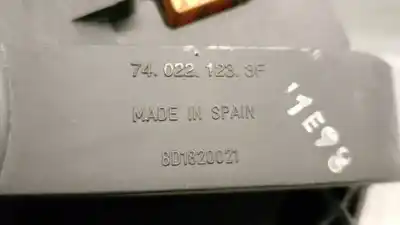 74. 022. 123. 3F
MADE IN SPAIN
8D1820021
1E98